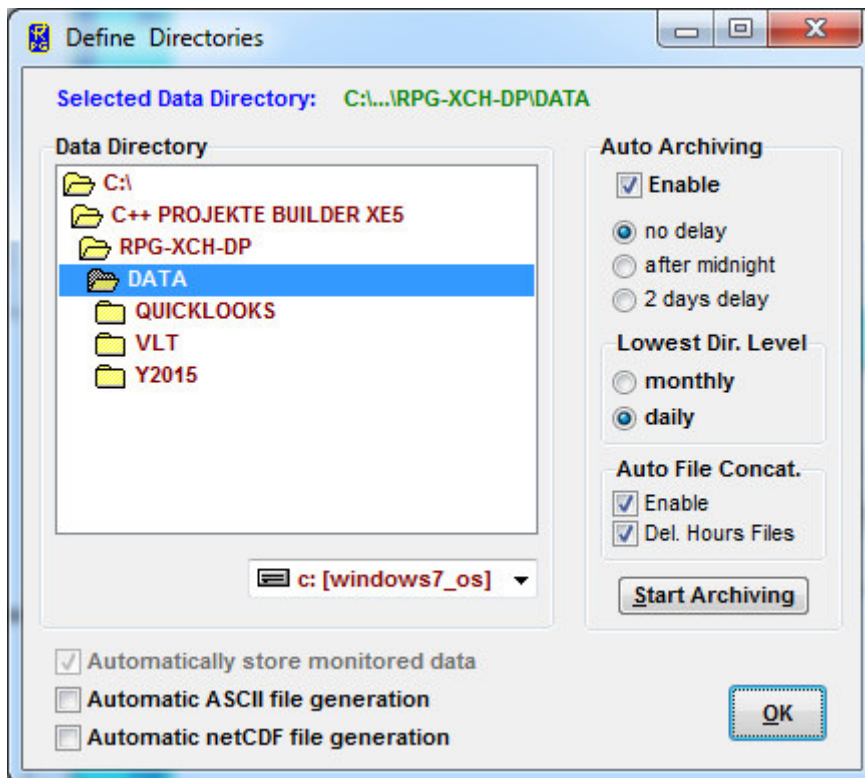 Define Directories
Selected Data Directory: C:\...\RPG-XCH-DP\DATA
Data Directory
C:\
C++ PROJEKTE BUILDER XE5
RPG-XCH-DP
DATA
QUICKLOOKS
VLT
Y2015
c: [windows7_os]
Auto Archiving
Enable
no delay
after midnight
2 days delay
Lowest Dir. Level
monthly
daily
Auto File Concat.
Enable
Del. Hours Files
Start Archiving
Automatically store monitored data
Automatic ASCII file generation
Automatic netCDF file generation
OK